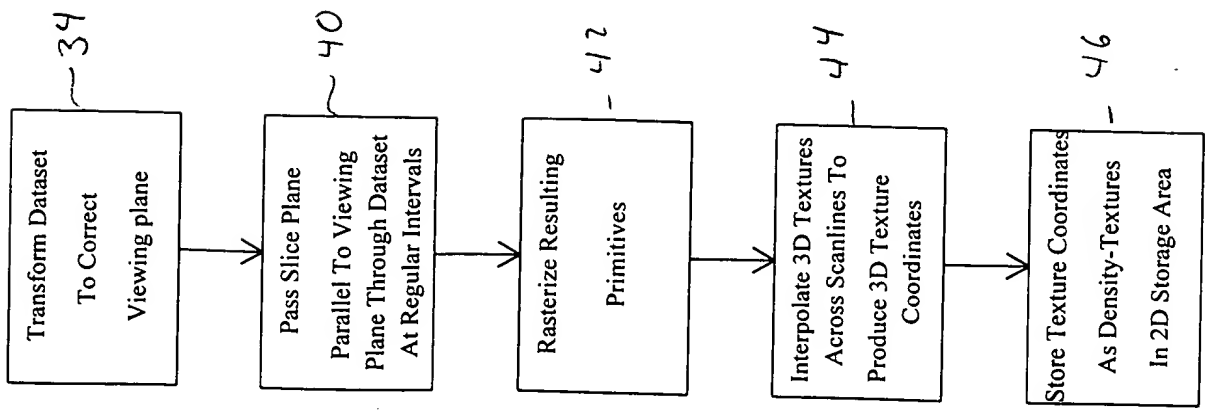 Transform Dataset
To Correct
Viewing plane
34
Pass Slice Plane
Parallel To Viewing
Plane Through Dataset
At Regular Intervals
40
Rasterize Resulting
Primitives
42
Interpolate 3D Textures
Across Scanlines To
Produce 3D Texture
Coordinates
44
Store Texture Coordinates
As Density-Textures
In 2D Storage Area
46